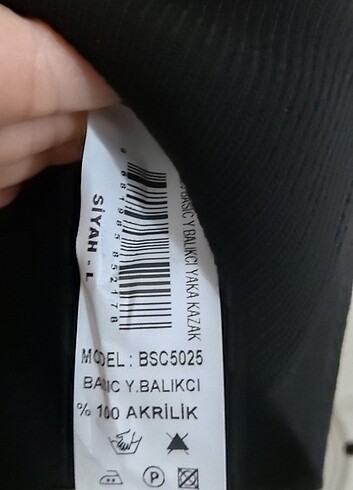 BASIC Y BALIKCI YAKA KAZAK
SİYAH - L
MODEL : BSC5025
BASIC Y.BALIKCI
% 100 AKRİLİK
P